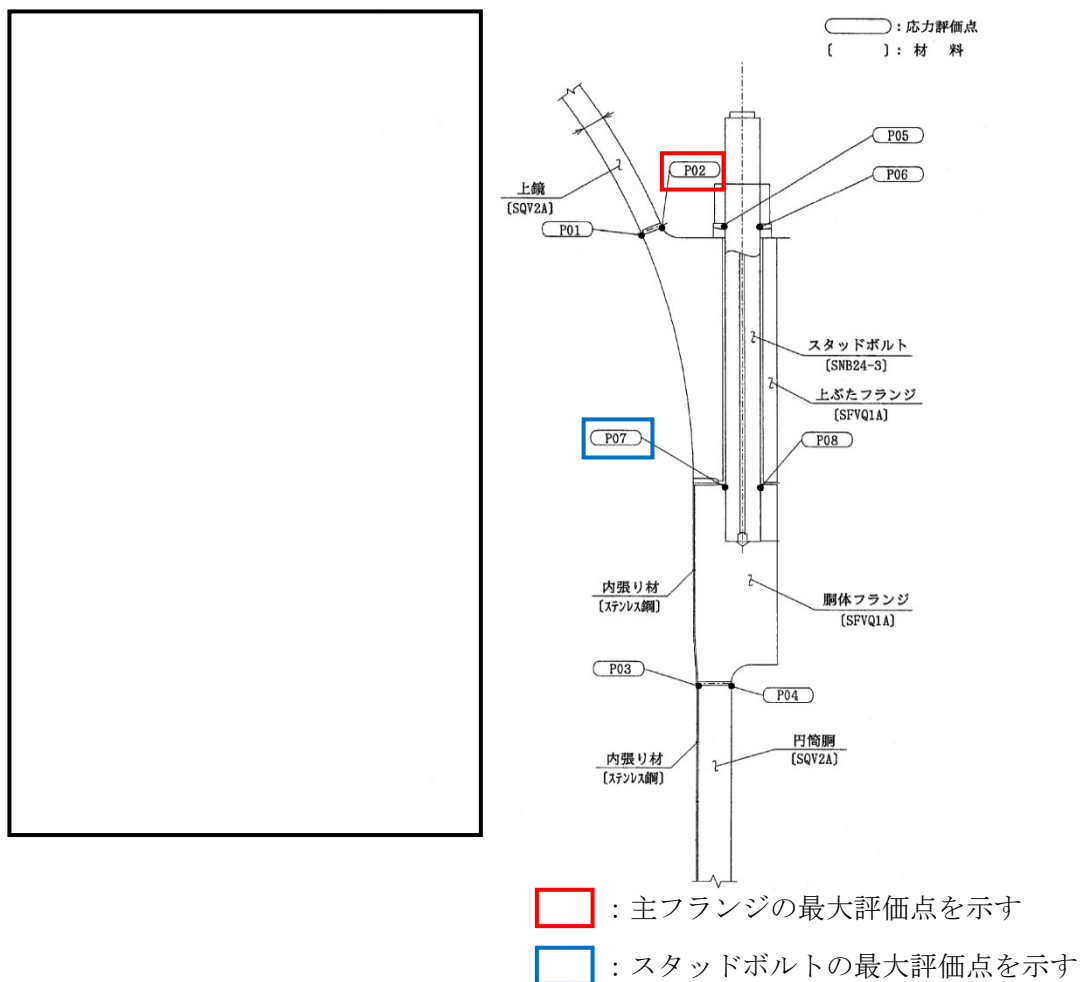 ：応力評価点
〔　　　〕：材　料
P05
P02
P06
上鏡
〔SQV2A〕
P01
スタッドボルト
〔SNB24-3〕
上ぶたフランジ
〔SFVQ1A〕
P07
P08
内張り材
〔ステンレス鋼〕
胴体フランジ
〔SFVQ1A〕
P03
P04
円筒胴
〔SQV2A〕
内張り材
〔ステンレス鋼〕
：主フランジの最大評価点を示す
：スタッドボルトの最大評価点を示す